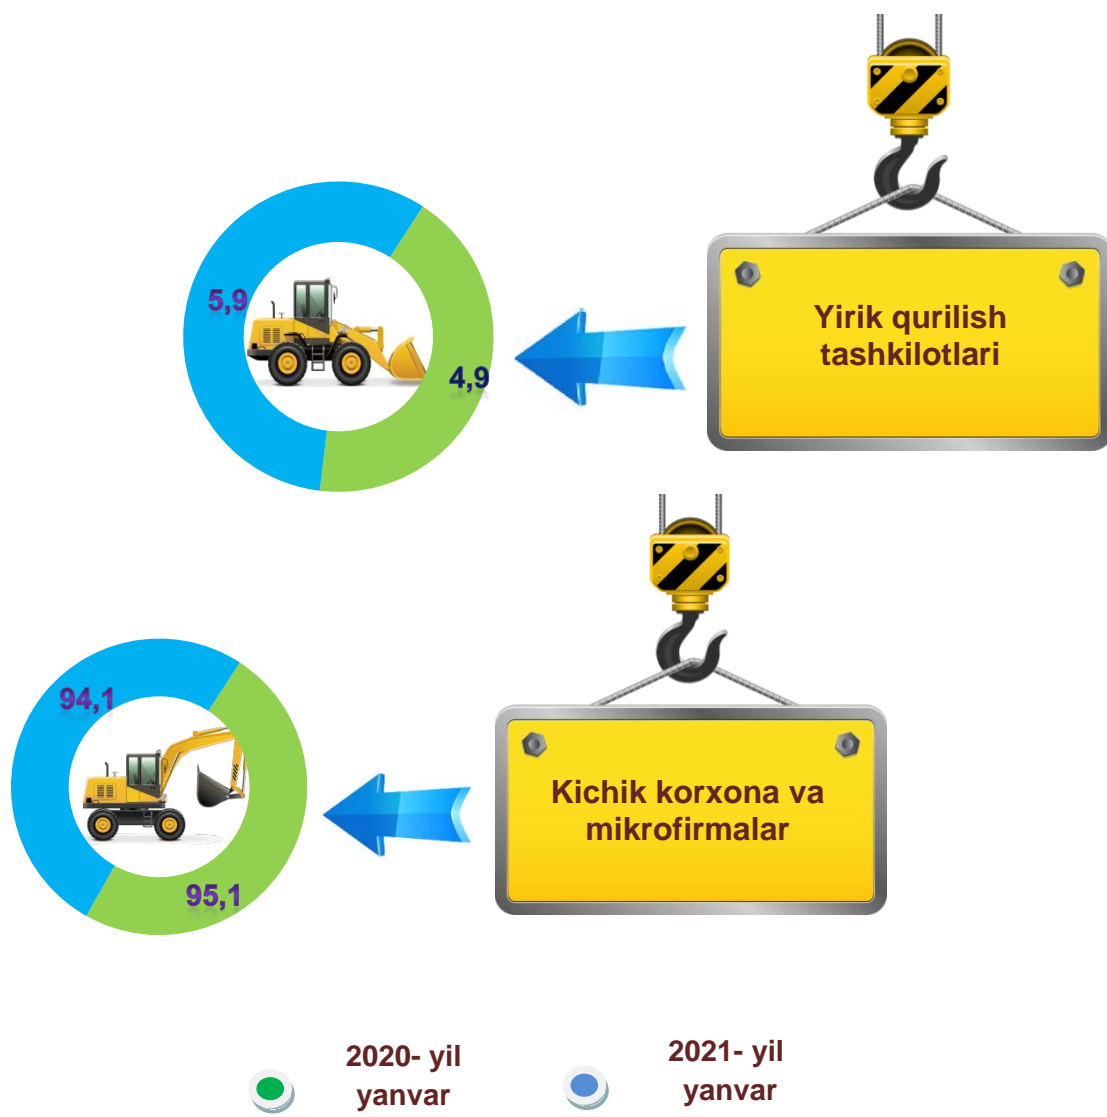 5,9
4,9
Yirik qurilish
tashkilotlari
94,1
95,1
Kichik korxona va
mikrofirmalar
2020- yil
yanvar
2021- yil
yanvar